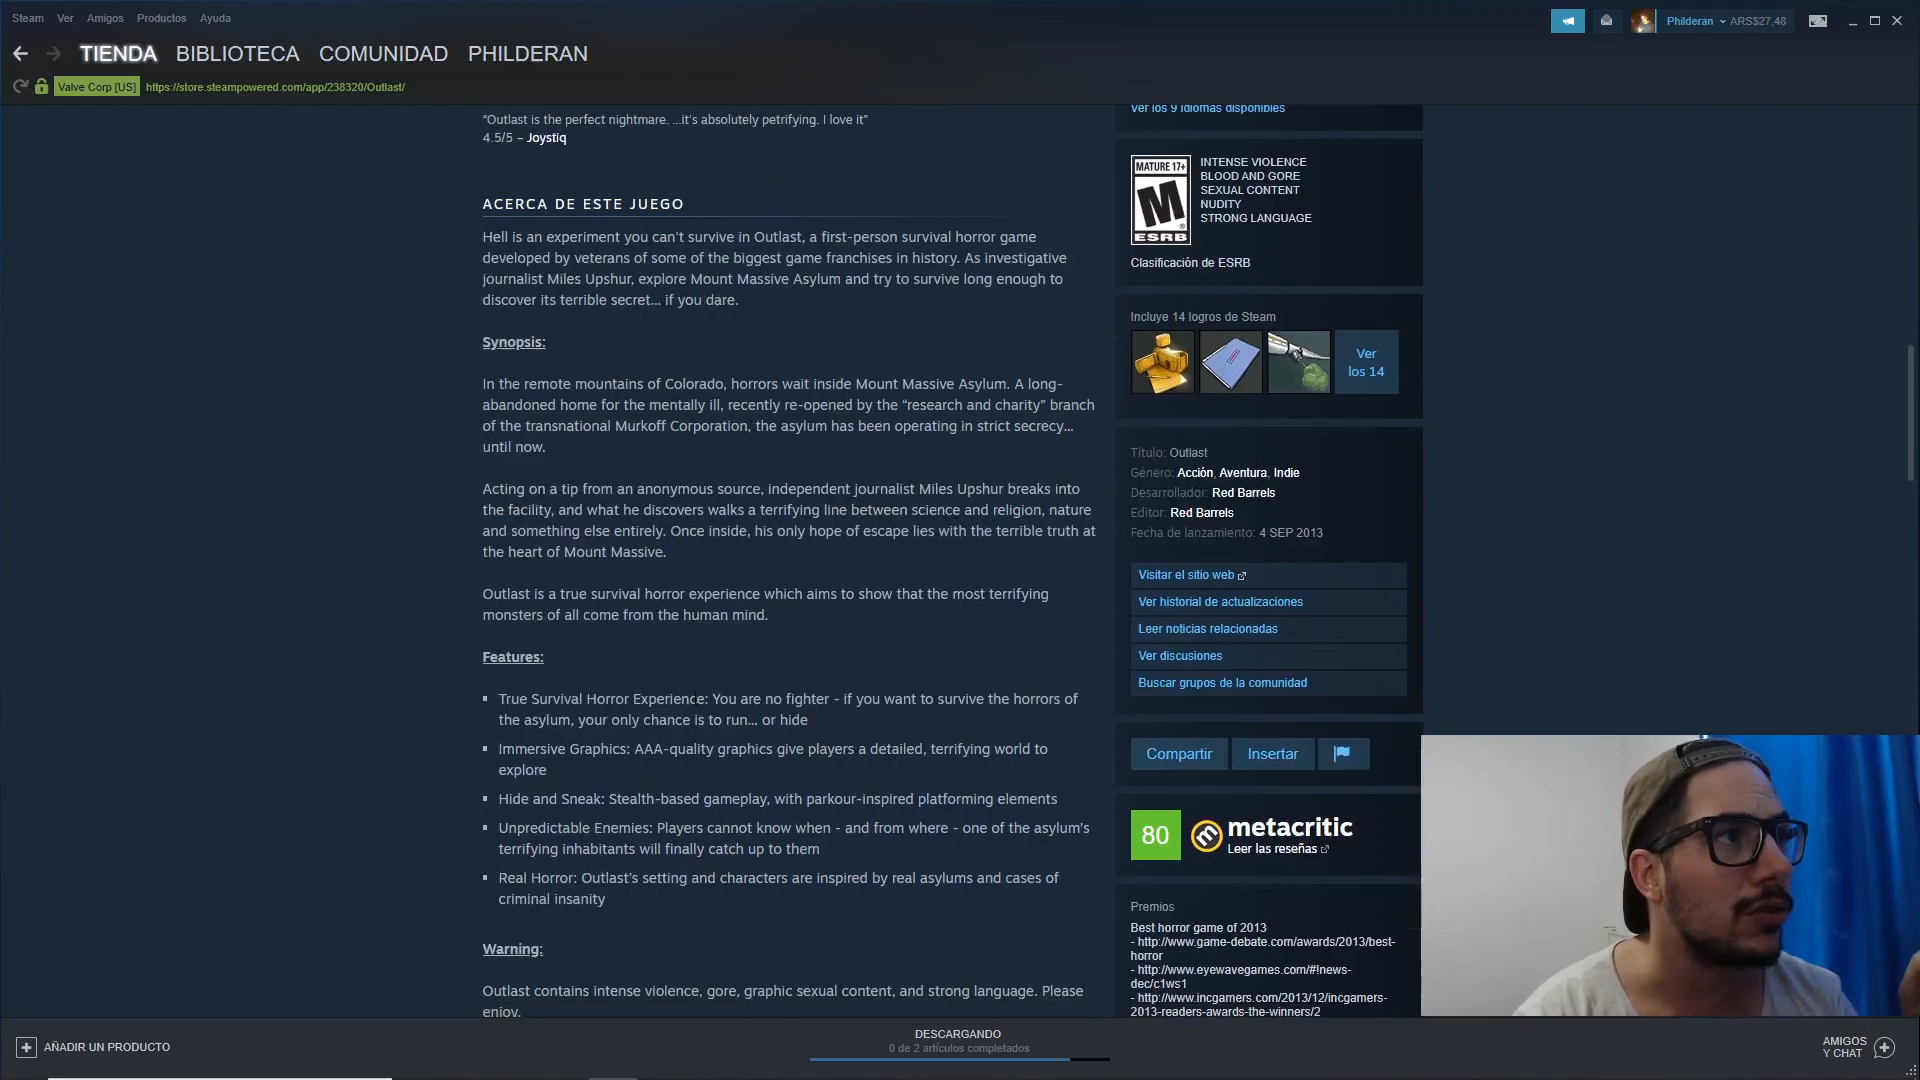 Steam Ver Amigos Productos Ayuda
Philderan ARS$27,48
TIENDA BIBLIOTECA COMUNIDAD PHILDERAN
Valve Corp [US] https://store.steampowered.com/app/238320/Outlast/
“Outlast is the perfect nightmare. ...it's absolutely petrifying. I love it”
4.5/5 – Joystiq
ACERCA DE ESTE JUEGO
Hell is an experiment you can't survive in Outlast, a first-person survival horror game
developed by veterans of some of the biggest game franchises in history. As investigative
journalist Miles Upshur, explore Mount Massive Asylum and try to survive long enough to
discover its terrible secret... if you dare.
Synopsis:
In the remote mountains of Colorado, horrors wait inside Mount Massive Asylum. A long-
abandoned home for the mentally ill, recently re-opened by the “research and charity” branch
of the transnational Murkoff Corporation, the asylum has been operating in strict secrecy...
until now.
Acting on a tip from an anonymous source, independent journalist Miles Upshur breaks into
the facility, and what he discovers walks a terrifying line between science and religion, nature
and something else entirely. Once inside, his only hope of escape lies with the terrible truth at
the heart of Mount Massive.
Outlast is a true survival horror experience which aims to show that the most terrifying
monsters of all come from the human mind.
Features:
True Survival Horror Experience: You are no fighter - if you want to survive the horrors of
the asylum, your only chance is to run... or hide
Immersive Graphics: AAA-quality graphics give players a detailed, terrifying world to
explore
Hide and Sneak: Stealth-based gameplay, with parkour-inspired platforming elements
Unpredictable Enemies: Players cannot know when - and from where - one of the asylum's
terrifying inhabitants will finally catch up to them
Real Horror: Outlast's setting and characters are inspired by real asylums and cases of
criminal insanity
Warning:
Outlast contains intense violence, gore, graphic sexual content, and strong language. Please
enjoy.
Ver los 9 idiomas disponibles
MATURE 17+
M
ESRB
INTENSE VIOLENCE
BLOOD AND GORE
SEXUAL CONTENT
NUDITY
STRONG LANGUAGE
Clasificación de ESRB
Incluye 14 logros de Steam
Ver
los 14
Título: Outlast
Género: Acción, Aventura, Indie
Desarrollador: Red Barrels
Editor: Red Barrels
Fecha de lanzamiento: 4 SEP 2013
Visitar el sitio web
Ver historial de actualizaciones
Leer noticias relacionadas
Ver discusiones
Buscar grupos de la comunidad
Compartir Insertar
80 metacritic
Leer las reseñas
Premios
Best horror game of 2013
- http://www.game-debate.com/awards/2013/best-
horror
- http://www.eyewavegames.com/#!news-
dec/c1ws1
- http://www.incgamers.com/2013/12/incgamers-
2013-readers-awards-the-winners/2
AÑADIR UN PRODUCTO
DESCARGANDO
0 de 2 artículos completados
AMIGOS
Y CHAT